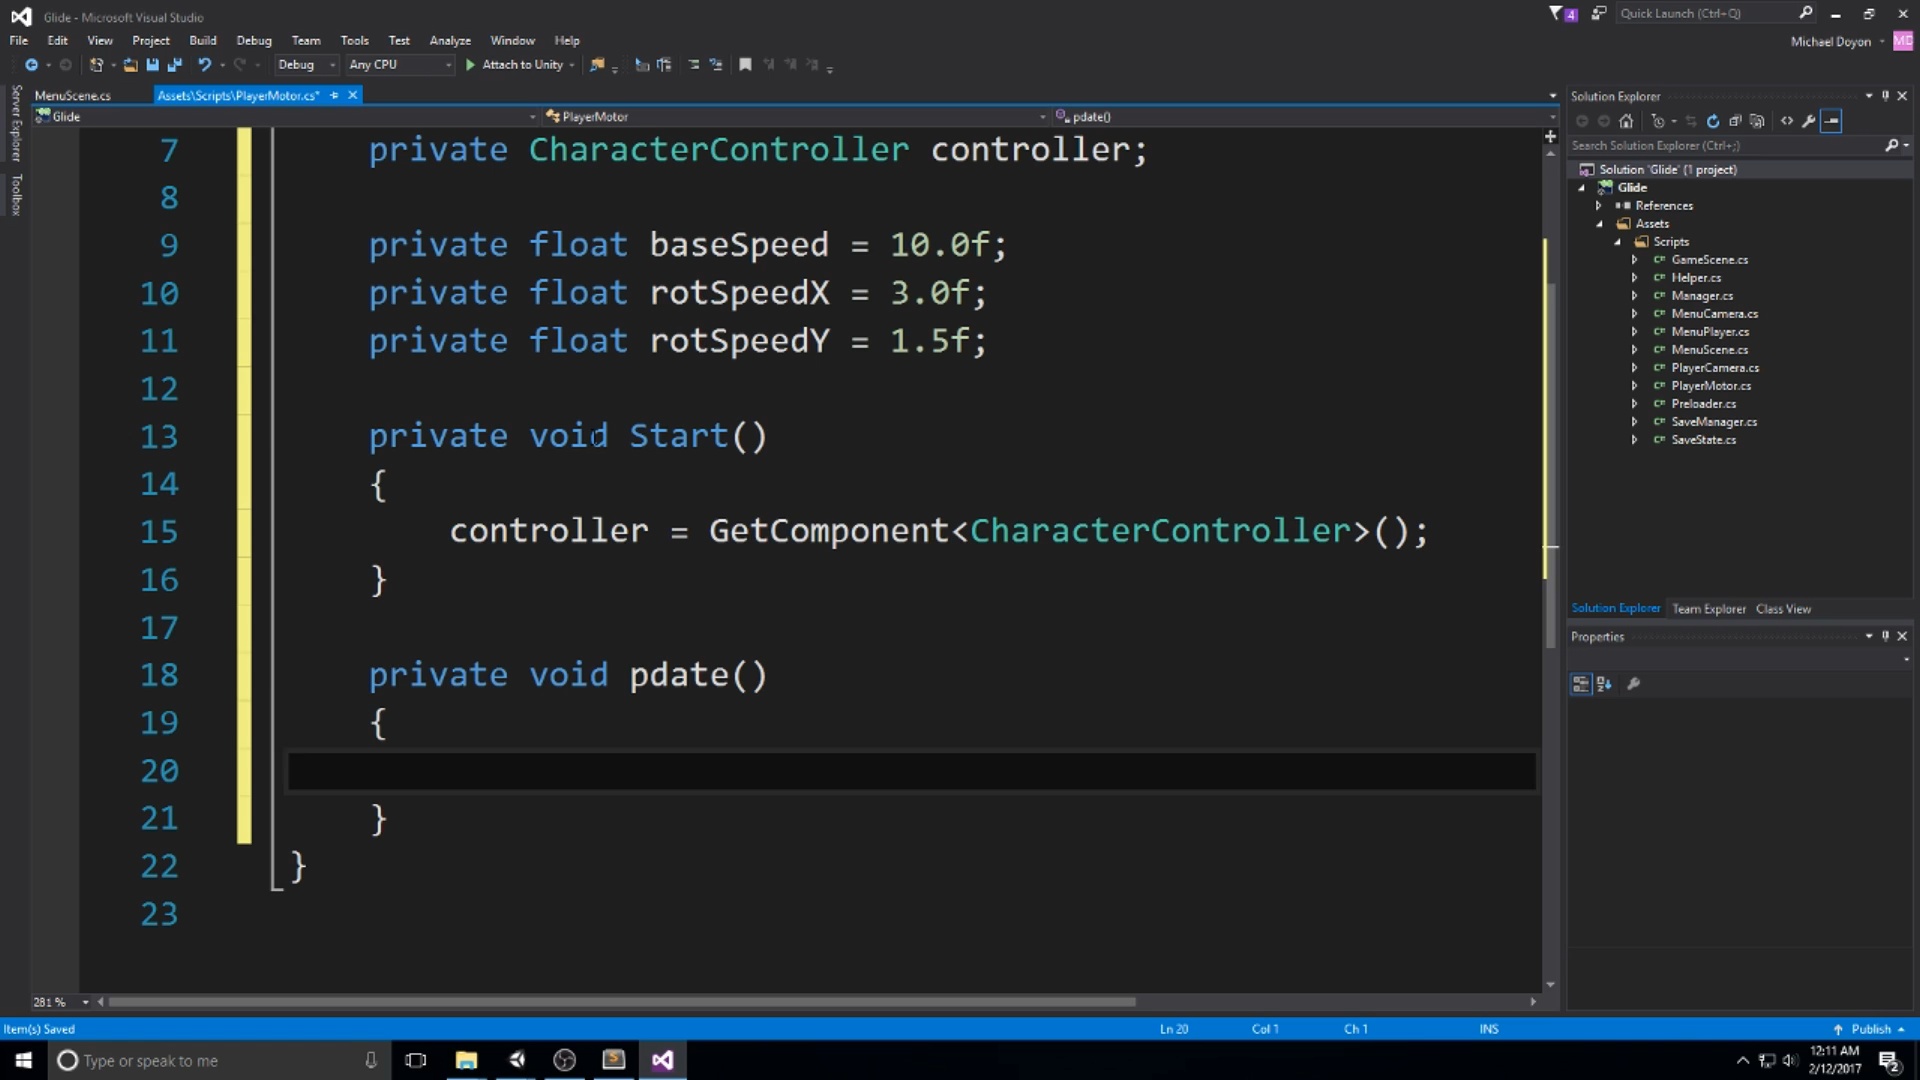 Glide - Microsoft Visual Studio
4
Quick Launch (Ctrl+Q)
File Edit View Project Build Debug Team Tools Test Analyze Window Help
Michael Doyon
MD
Debug Any CPU Attach to Unity
Server Explorer
Toolbox
MenuScene.cs Assets\Scripts\PlayerMotor.cs*
Glide PlayerMotor pdate()
7 private CharacterController controller;
8
9 private float baseSpeed = 10.0f;
10 private float rotSpeedX = 3.0f;
11 private float rotSpeedY = 1.5f;
12
13 private void Start()
14 {
15 controller = GetComponent<CharacterController>();
16 }
17
18 private void pdate()
19 {
20
21 }
22 }
23
281 %
Solution Explorer
Search Solution Explorer (Ctrl+;)
Solution 'Glide' (1 project)
Glide
References
Assets
Scripts
GameScene.cs
Helper.cs
Manager.cs
MenuCamera.cs
MenuPlayer.cs
MenuScene.cs
PlayerCamera.cs
PlayerMotor.cs
Preloader.cs
SaveManager.cs
SaveState.cs
Solution Explorer Team Explorer Class View
Properties
Item(s) Saved Ln 20 Col 1 Ch 1 INS Publish
Type or speak to me
12:11 AM
2/12/2017
2